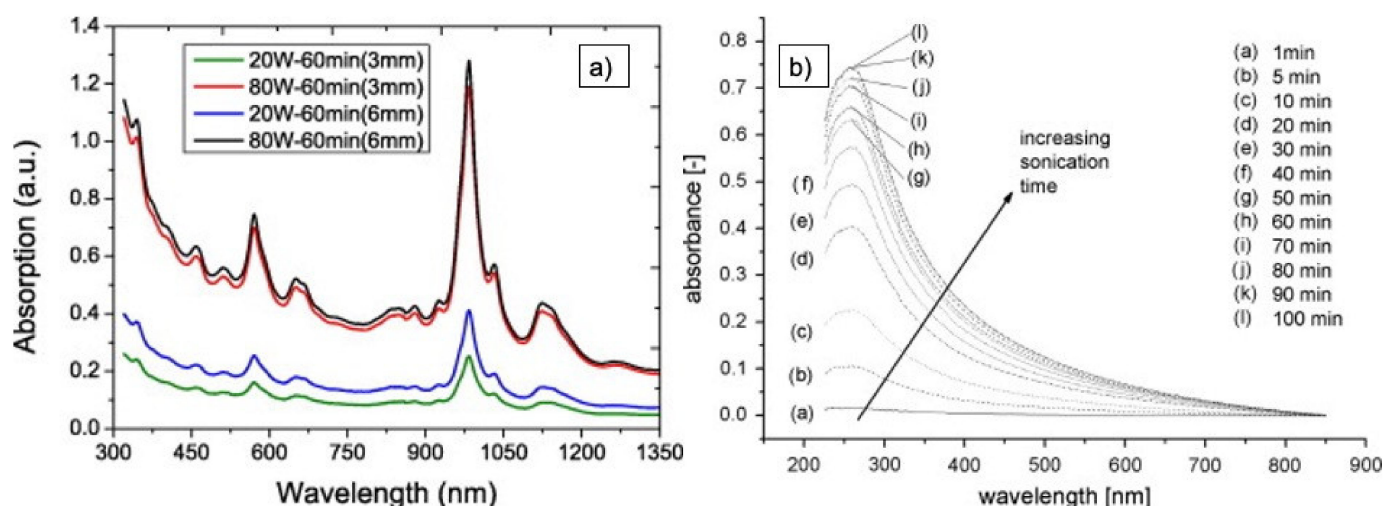 1.4
1.2
1.0
0.8
0.6
0.4
0.2
0.0
Absorption (a.u.)
20W-60min(3mm)
80W-60min(3mm)
20W-60min(6mm)
80W-60min(6mm)
a)
300 450 600 750 900 1050 1200 1350
Wavelength (nm)
b)
0.8
0.7
0.6
0.5
0.4
0.3
0.2
0.1
0.0
absorbance [-]
(l)
(k)
(j)
(i)
(h)
(g)
(f)
(e)
(d)
(c)
(b)
(a)
increasing
sonication
time
(a) 1min
(b) 5 min
(c) 10 min
(d) 20 min
(e) 30 min
(f) 40 min
(g) 50 min
(h) 60 min
(i) 70 min
(j) 80 min
(k) 90 min
(l) 100 min
200 300 400 500 600 700 800 900
wavelength [nm]